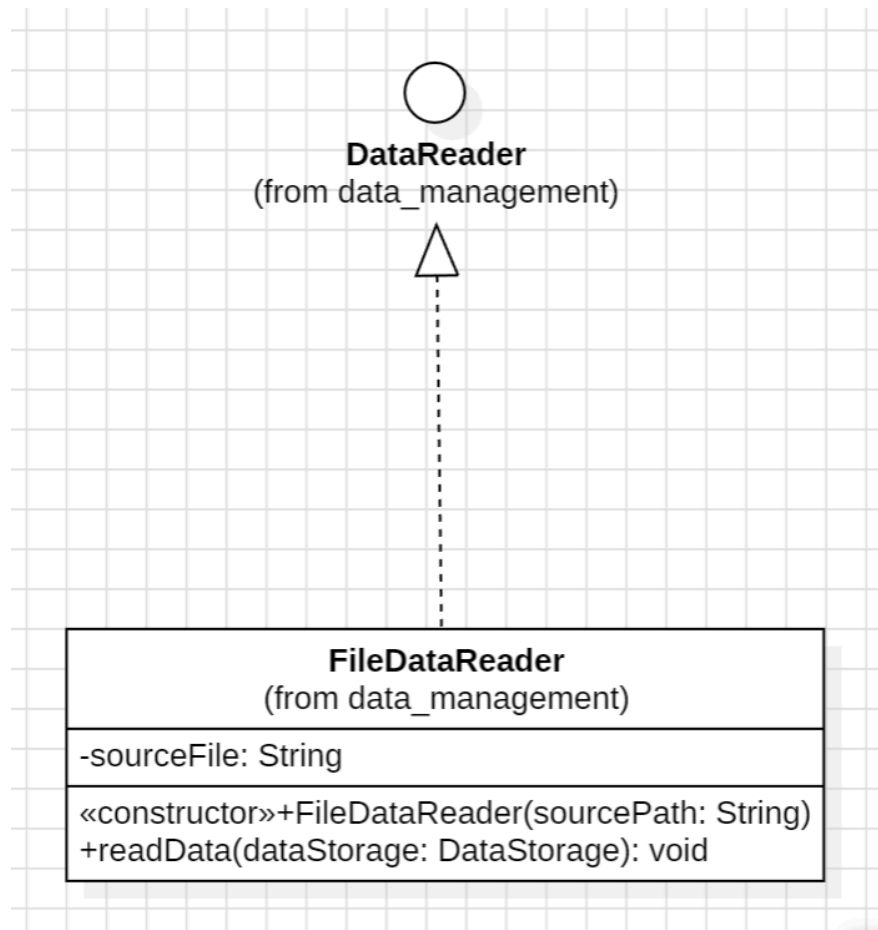 DataReader
(from data_management)
FileDataReader
(from data_management)
-sourceFile: String
«constructor»+FileDataReader(sourcePath: String)
+readData(dataStorage: DataStorage): void